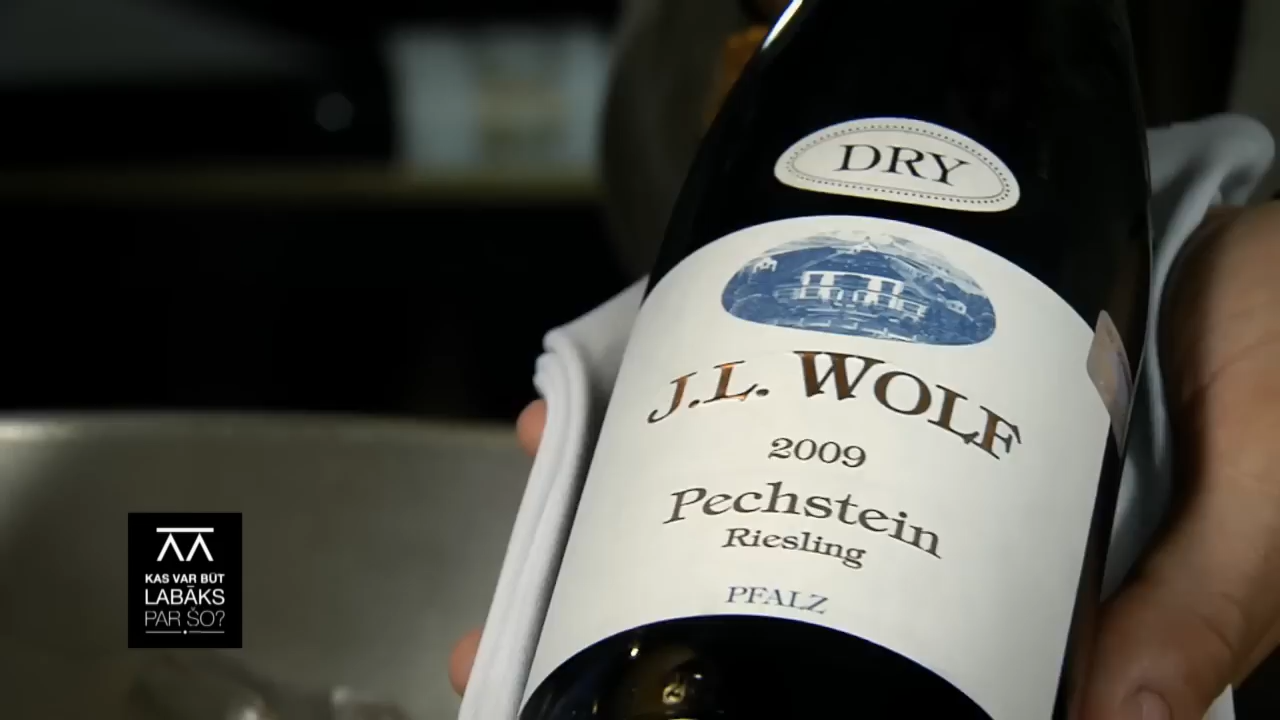 DRY
J.L. WOLF
2009
Pechstein
Riesling
PFALZ
KAS VAR BŪT
LABĀKS
PAR ŠO?